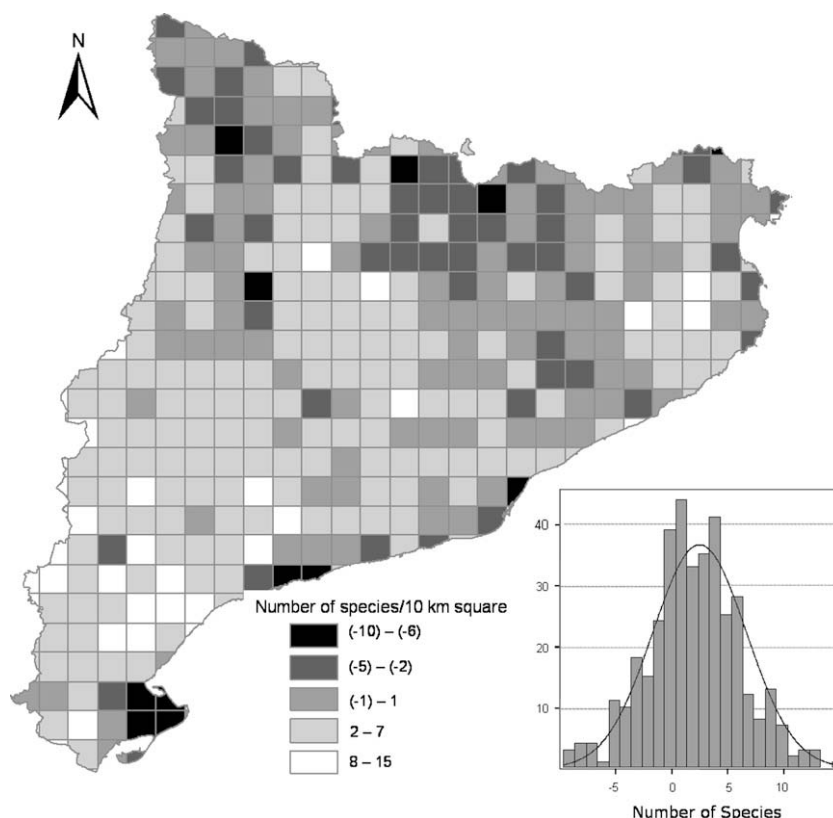 N
Number of species/10 km square
(-10) – (-6)
(-5) – (-2)
(-1) – 1
2 – 7
8 – 15
40
30
20
10
-5 0 5 10
Number of Species